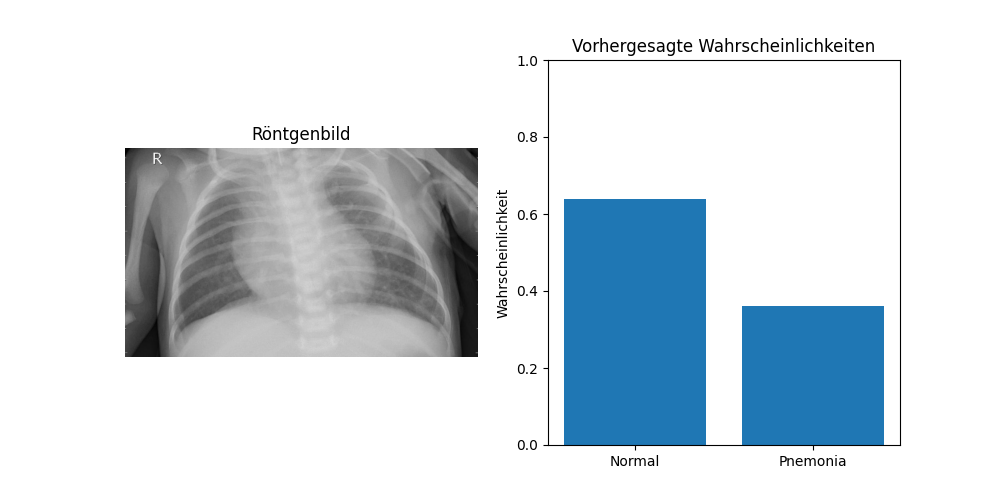 Röntgenbild
R
Vorhergesagte Wahrscheinlichkeiten
Wahrscheinlichkeit
1.0
0.8
0.6
0.4
0.2
0.0
Normal
Pnemonia